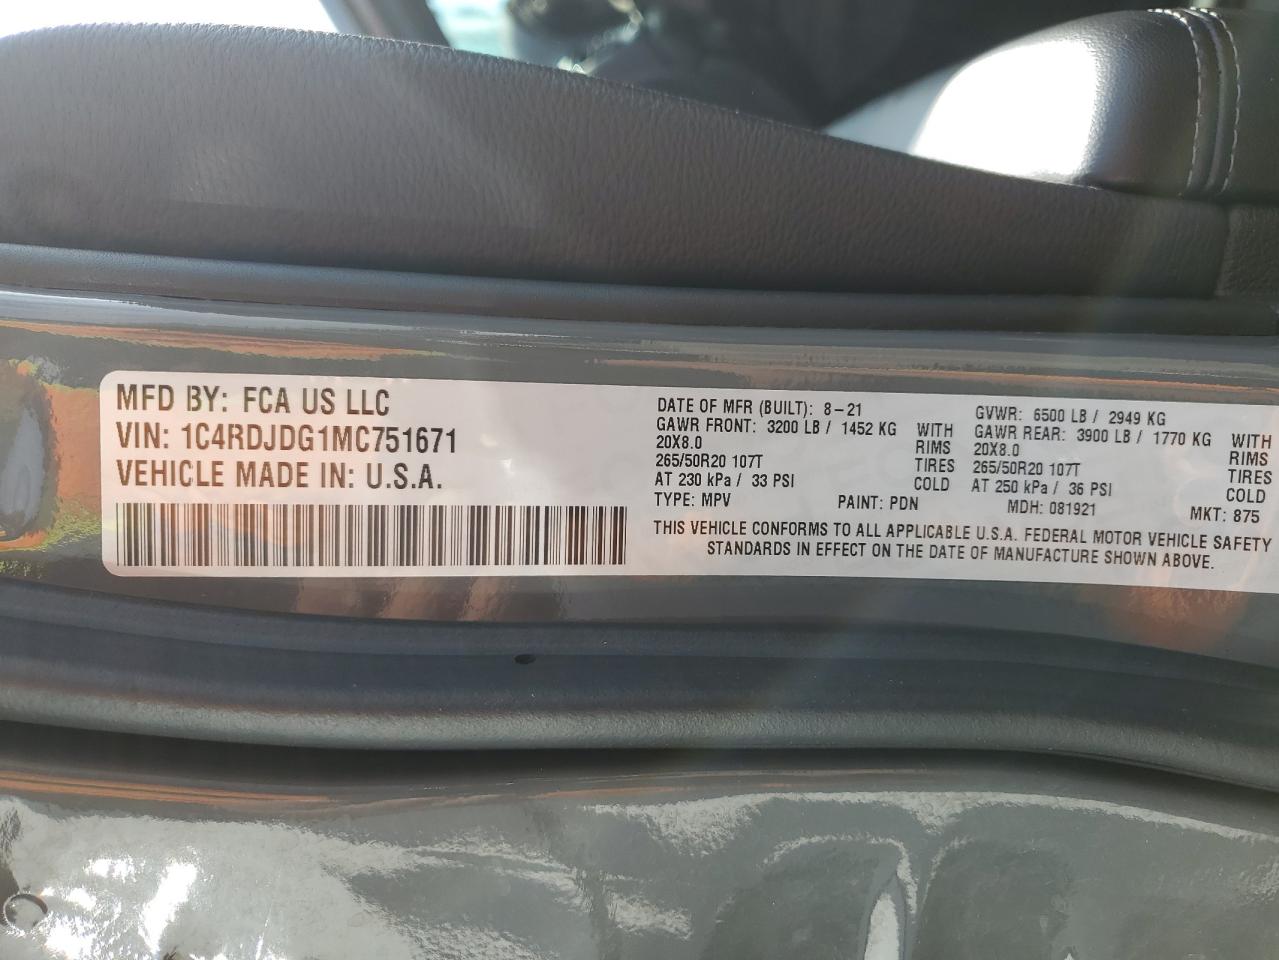 MFD BY: FCA US LLC
VIN: 1C4RDJDG1MC751671
VEHICLE MADE IN: U.S.A.
DATE OF MFR (BUILT): 8-21
GAWR FRONT: 3200 LB / 1452 KG WITH
20X8.0 RIMS
265/50R20 107T TIRES
AT 230 kPa / 33 PSI COLD
TYPE: MPV PAINT: PDN
GVWR: 6500 LB / 2949 KG
GAWR REAR: 3900 LB / 1770 KG WITH
20X8.0 RIMS
265/50R20 107T TIRES
AT 250 kPa / 36 PSI COLD
MDH: 081921 MKT: 875
THIS VEHICLE CONFORMS TO ALL APPLICABLE U.S.A. FEDERAL MOTOR VEHICLE SAFETY
STANDARDS IN EFFECT ON THE DATE OF MANUFACTURE SHOWN ABOVE.